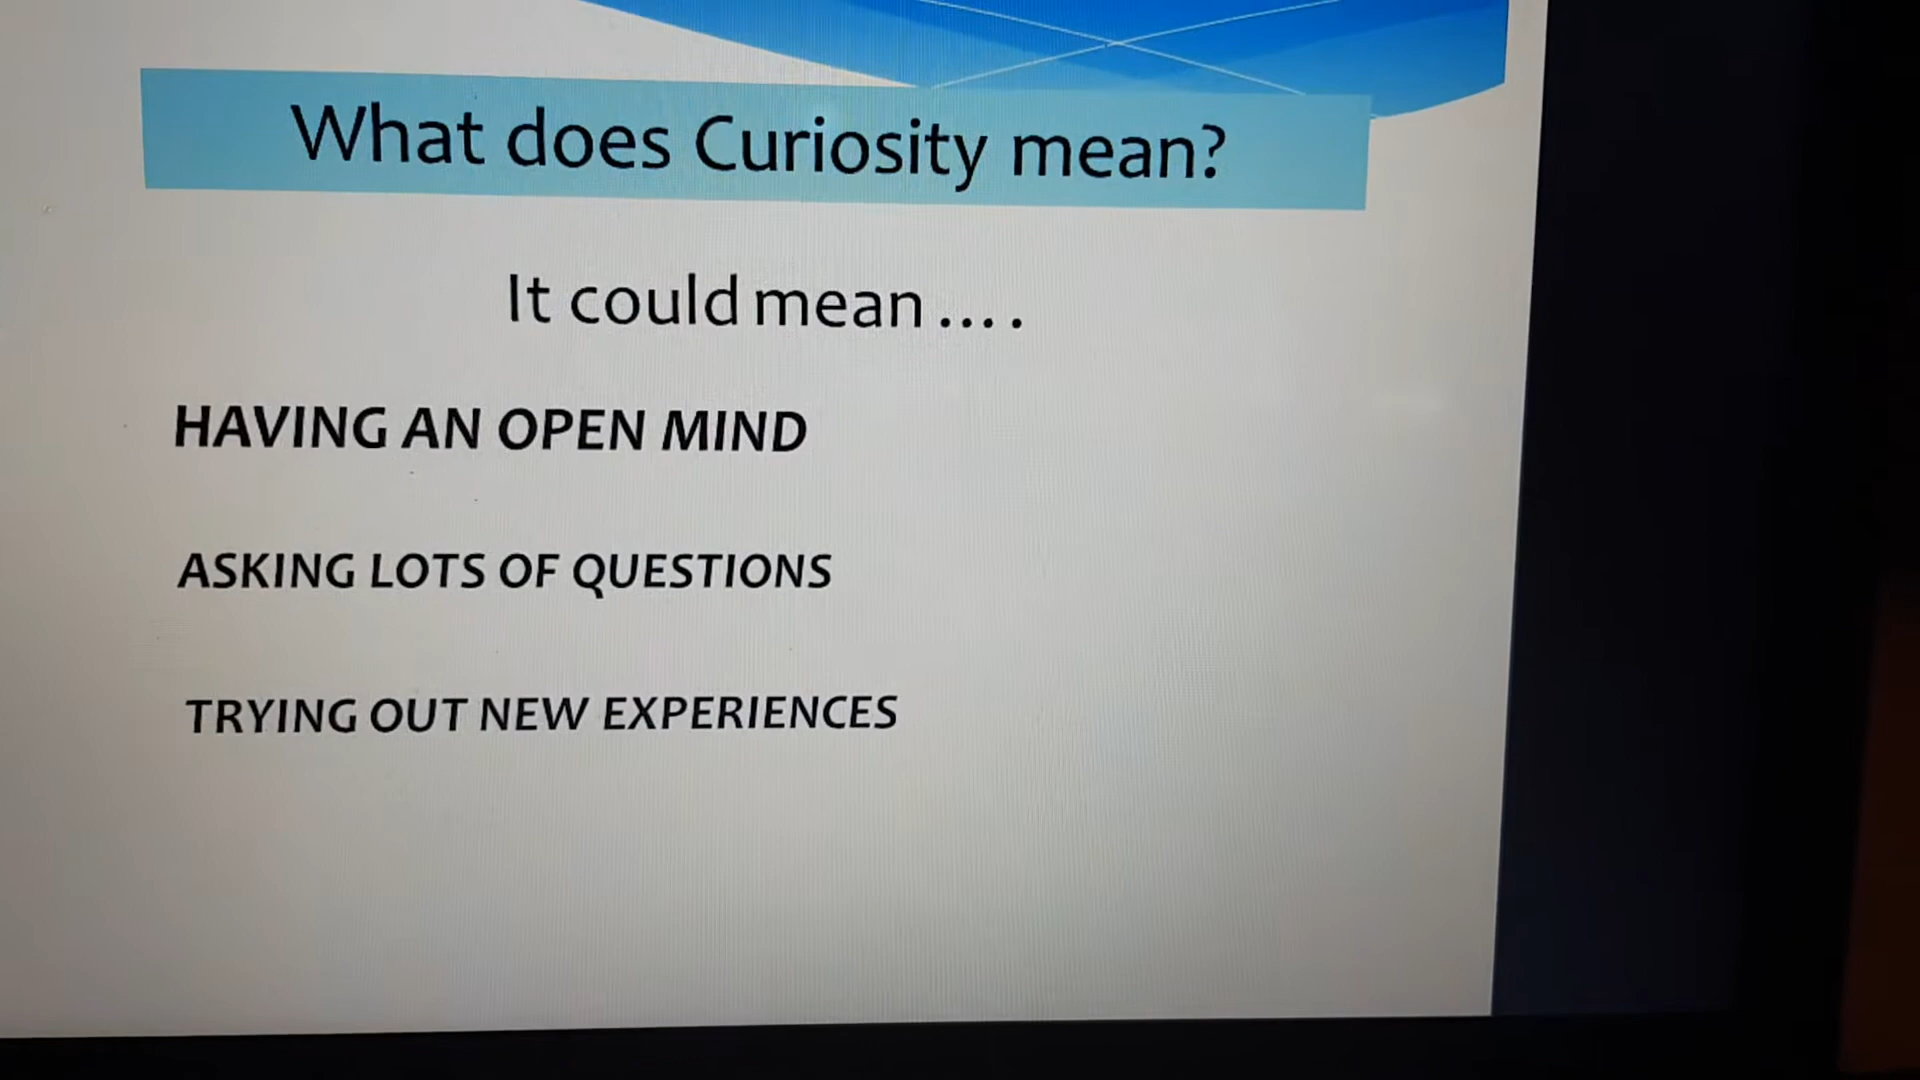 What does Curiosity mean?
It could mean ....
HAVING AN OPEN MIND
ASKING LOTS OF QUESTIONS
TRYING OUT NEW EXPERIENCES